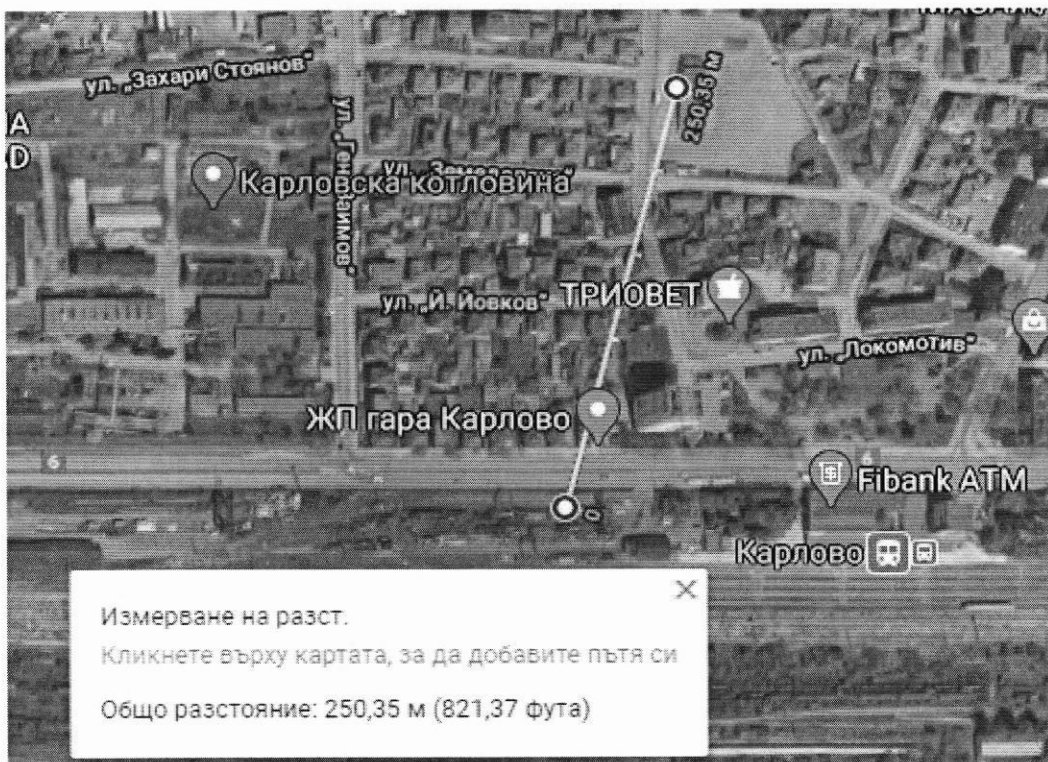 ул. „Захари Стоянов"
250,35 м
А
D
ул.
Карловска котловина
ул. „Й. Йовков"
ТРИОВЕТ
ул. „Локомотив"
ЖП гара Карлово
6
6
Fibank ATM
0
Карлово
Измерване на разст.
Кликнете върху картата, за да добавите пътя си
Общо разстояние: 250,35 м (821,37 фута)